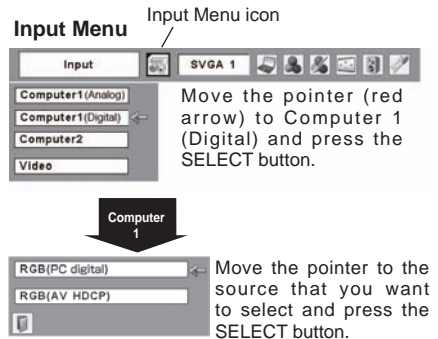 Input Menu icon
Input Menu
Input SVGA 1
Computer1(Analog)
Computer1(Digital)
Computer2
Video
Move the pointer (red
arrow) to Computer 1
(Digital) and press the
SELECT button.
Computer
1
RGB(PC digital)
RGB(AV HDCP)
Move the pointer to the
source that you want
to select and press the
SELECT button.